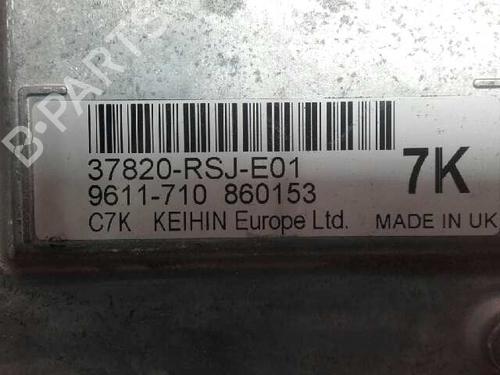 B-PARTS
37820-RSJ-E01
7K
9611-710 860153
C7K KEIHIN Europe Ltd.
MADE IN UK